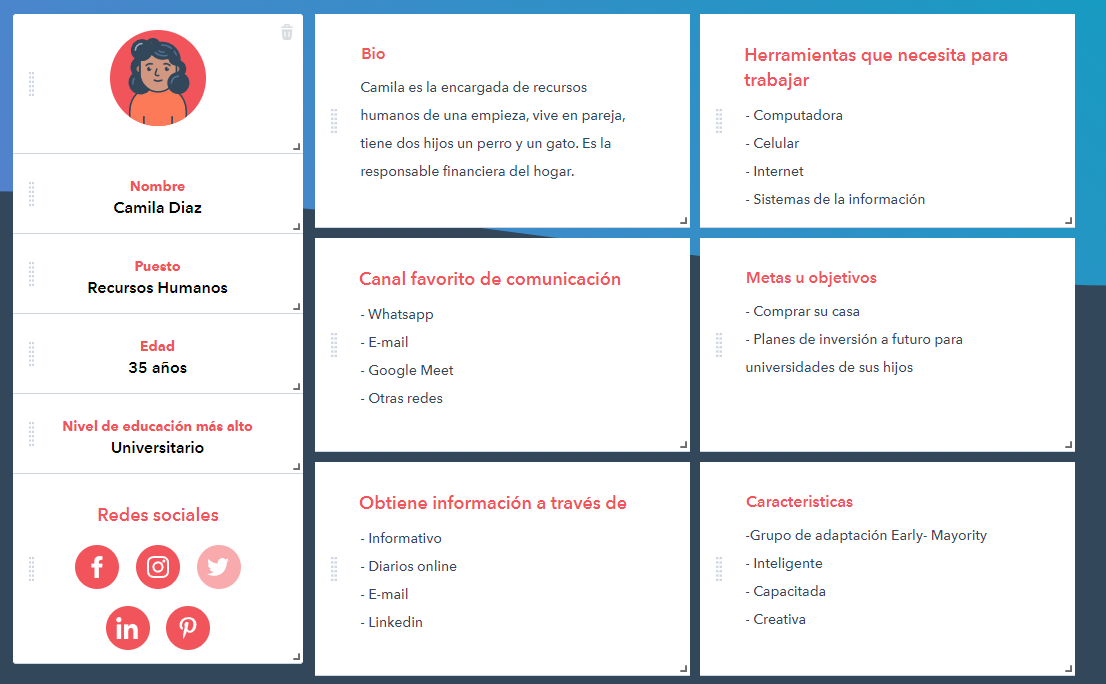 Nombre
Camila Diaz
Puesto
Recursos Humanos
Edad
35 años
Nivel de educación más alto
Universitario
Redes sociales
Bio
Camila es la encargada de recursos
humanos de una empieza, vive en pareja,
tiene dos hijos un perro y un gato. Es la
responsable financiera del hogar.
Herramientas que necesita para
trabajar
- Computadora
- Celular
- Internet
- Sistemas de la información
Canal favorito de comunicación
- Whatsapp
- E-mail
- Google Meet
- Otras redes
Metas u objetivos
- Comprar su casa
- Planes de inversión a futuro para
universidades de sus hijos
Obtiene información a través de
- Informativo
- Diarios online
- E-mail
- Linkedin
Caracteristicas
-Grupo de adaptación Early- Mayority
- Inteligente
- Capacitada
- Creativa